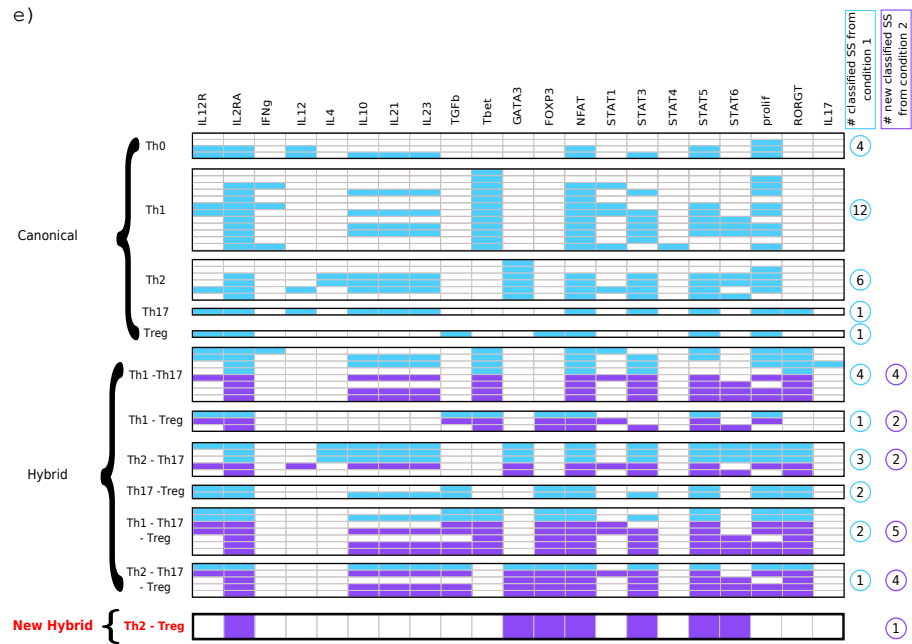 e)
# classified SS from
condition 1
# new classified SS
from condition 2
IL12R
IL2RA
IFNg
IL12
IL4
IL10
IL21
IL23
TGFb
Tbet
GATA3
FOXP3
NFAT
STAT1
STAT3
STAT4
STAT5
STAT6
prolif
RORGT
IL17
Canonical
Th0
4
Th1
12
Th2
6
Th17
1
Treg
1
Hybrid
Th1 -Th17
4
4
Th1 - Treg
1
2
Th2 - Th17
3
2
Th17 -Treg
2
Th1 - Th17
- Treg
2
5
Th2 - Th17
- Treg
1
4
New Hybrid
Th2 - Treg
1